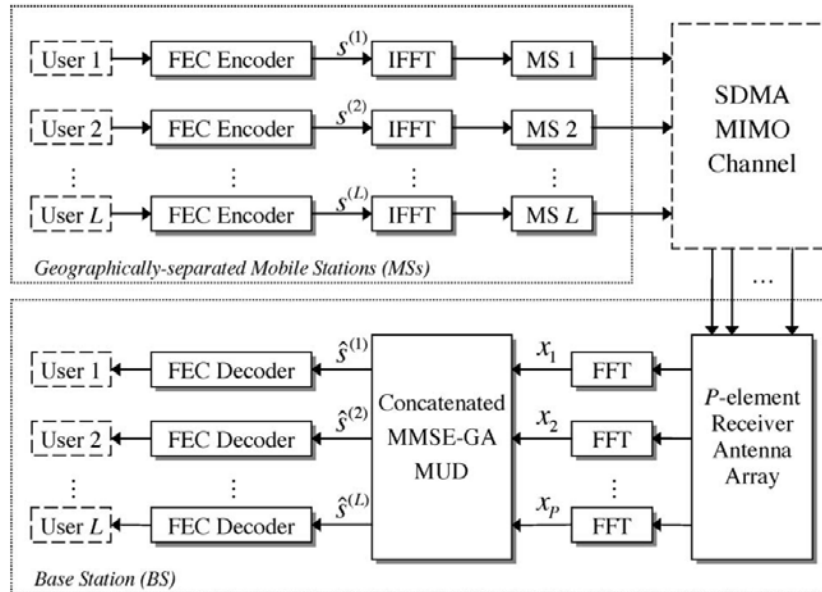 User 1 FEC Encoder s^(1) IFFT MS 1
User 2 FEC Encoder s^(2) IFFT MS 2
⋮ ⋮ ⋮ ⋮
User L FEC Encoder s^(L) IFFT MS L
Geographically-separated Mobile Stations (MSs)
SDMA
MIMO
Channel
...
User 1 FEC Decoder ŝ^(1)
User 2 FEC Decoder ŝ^(2)
⋮ ⋮
User L FEC Decoder ŝ^(L)
Concatenated
MMSE-GA
MUD
x_1 FFT
x_2 FFT
⋮
x_P FFT
P-element
Receiver
Antenna
Array
Base Station (BS)